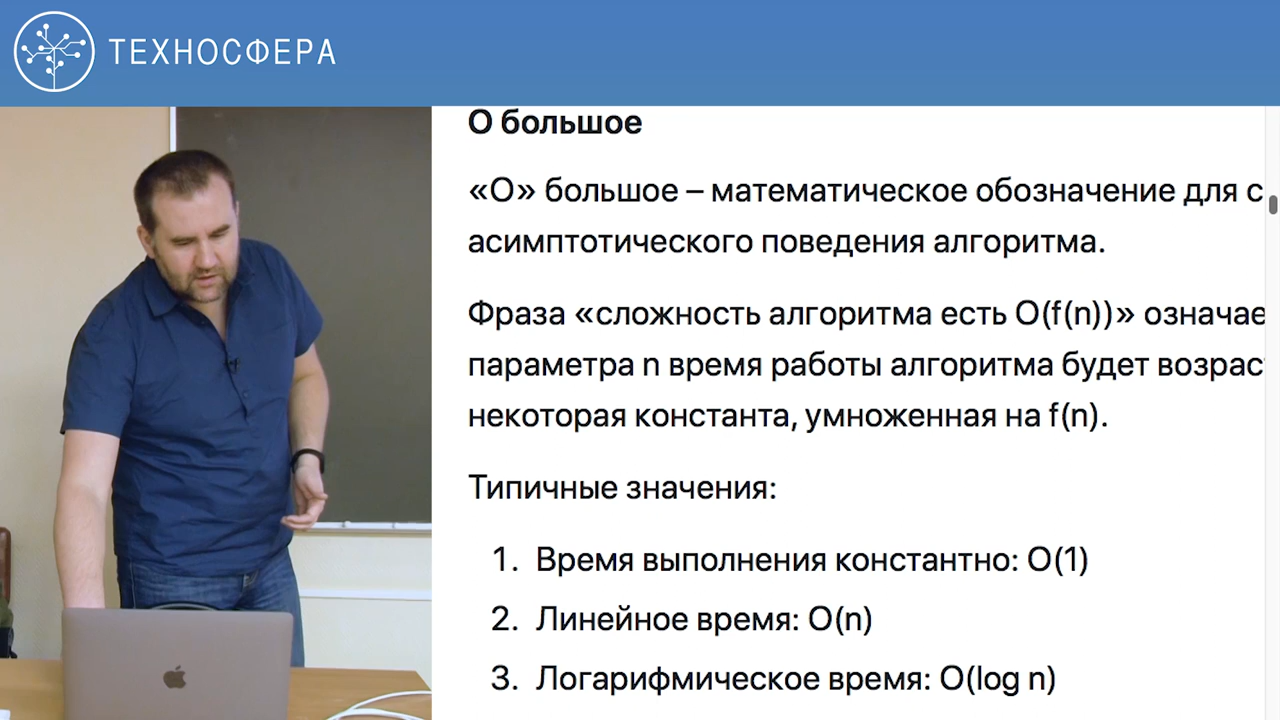 ТЕХНОСФЕРА
О большое
«О» большое – математическое обозначение для
асимптотического поведения алгоритма.
Фраза «сложность алгоритма есть O(f(n))» означае
параметра n время работы алгоритма будет возрас
некоторая константа, умноженная на f(n).
Типичные значения:
1. Время выполнения константно: O(1)
2. Линейное время: O(n)
3. Логарифмическое время: O(log n)